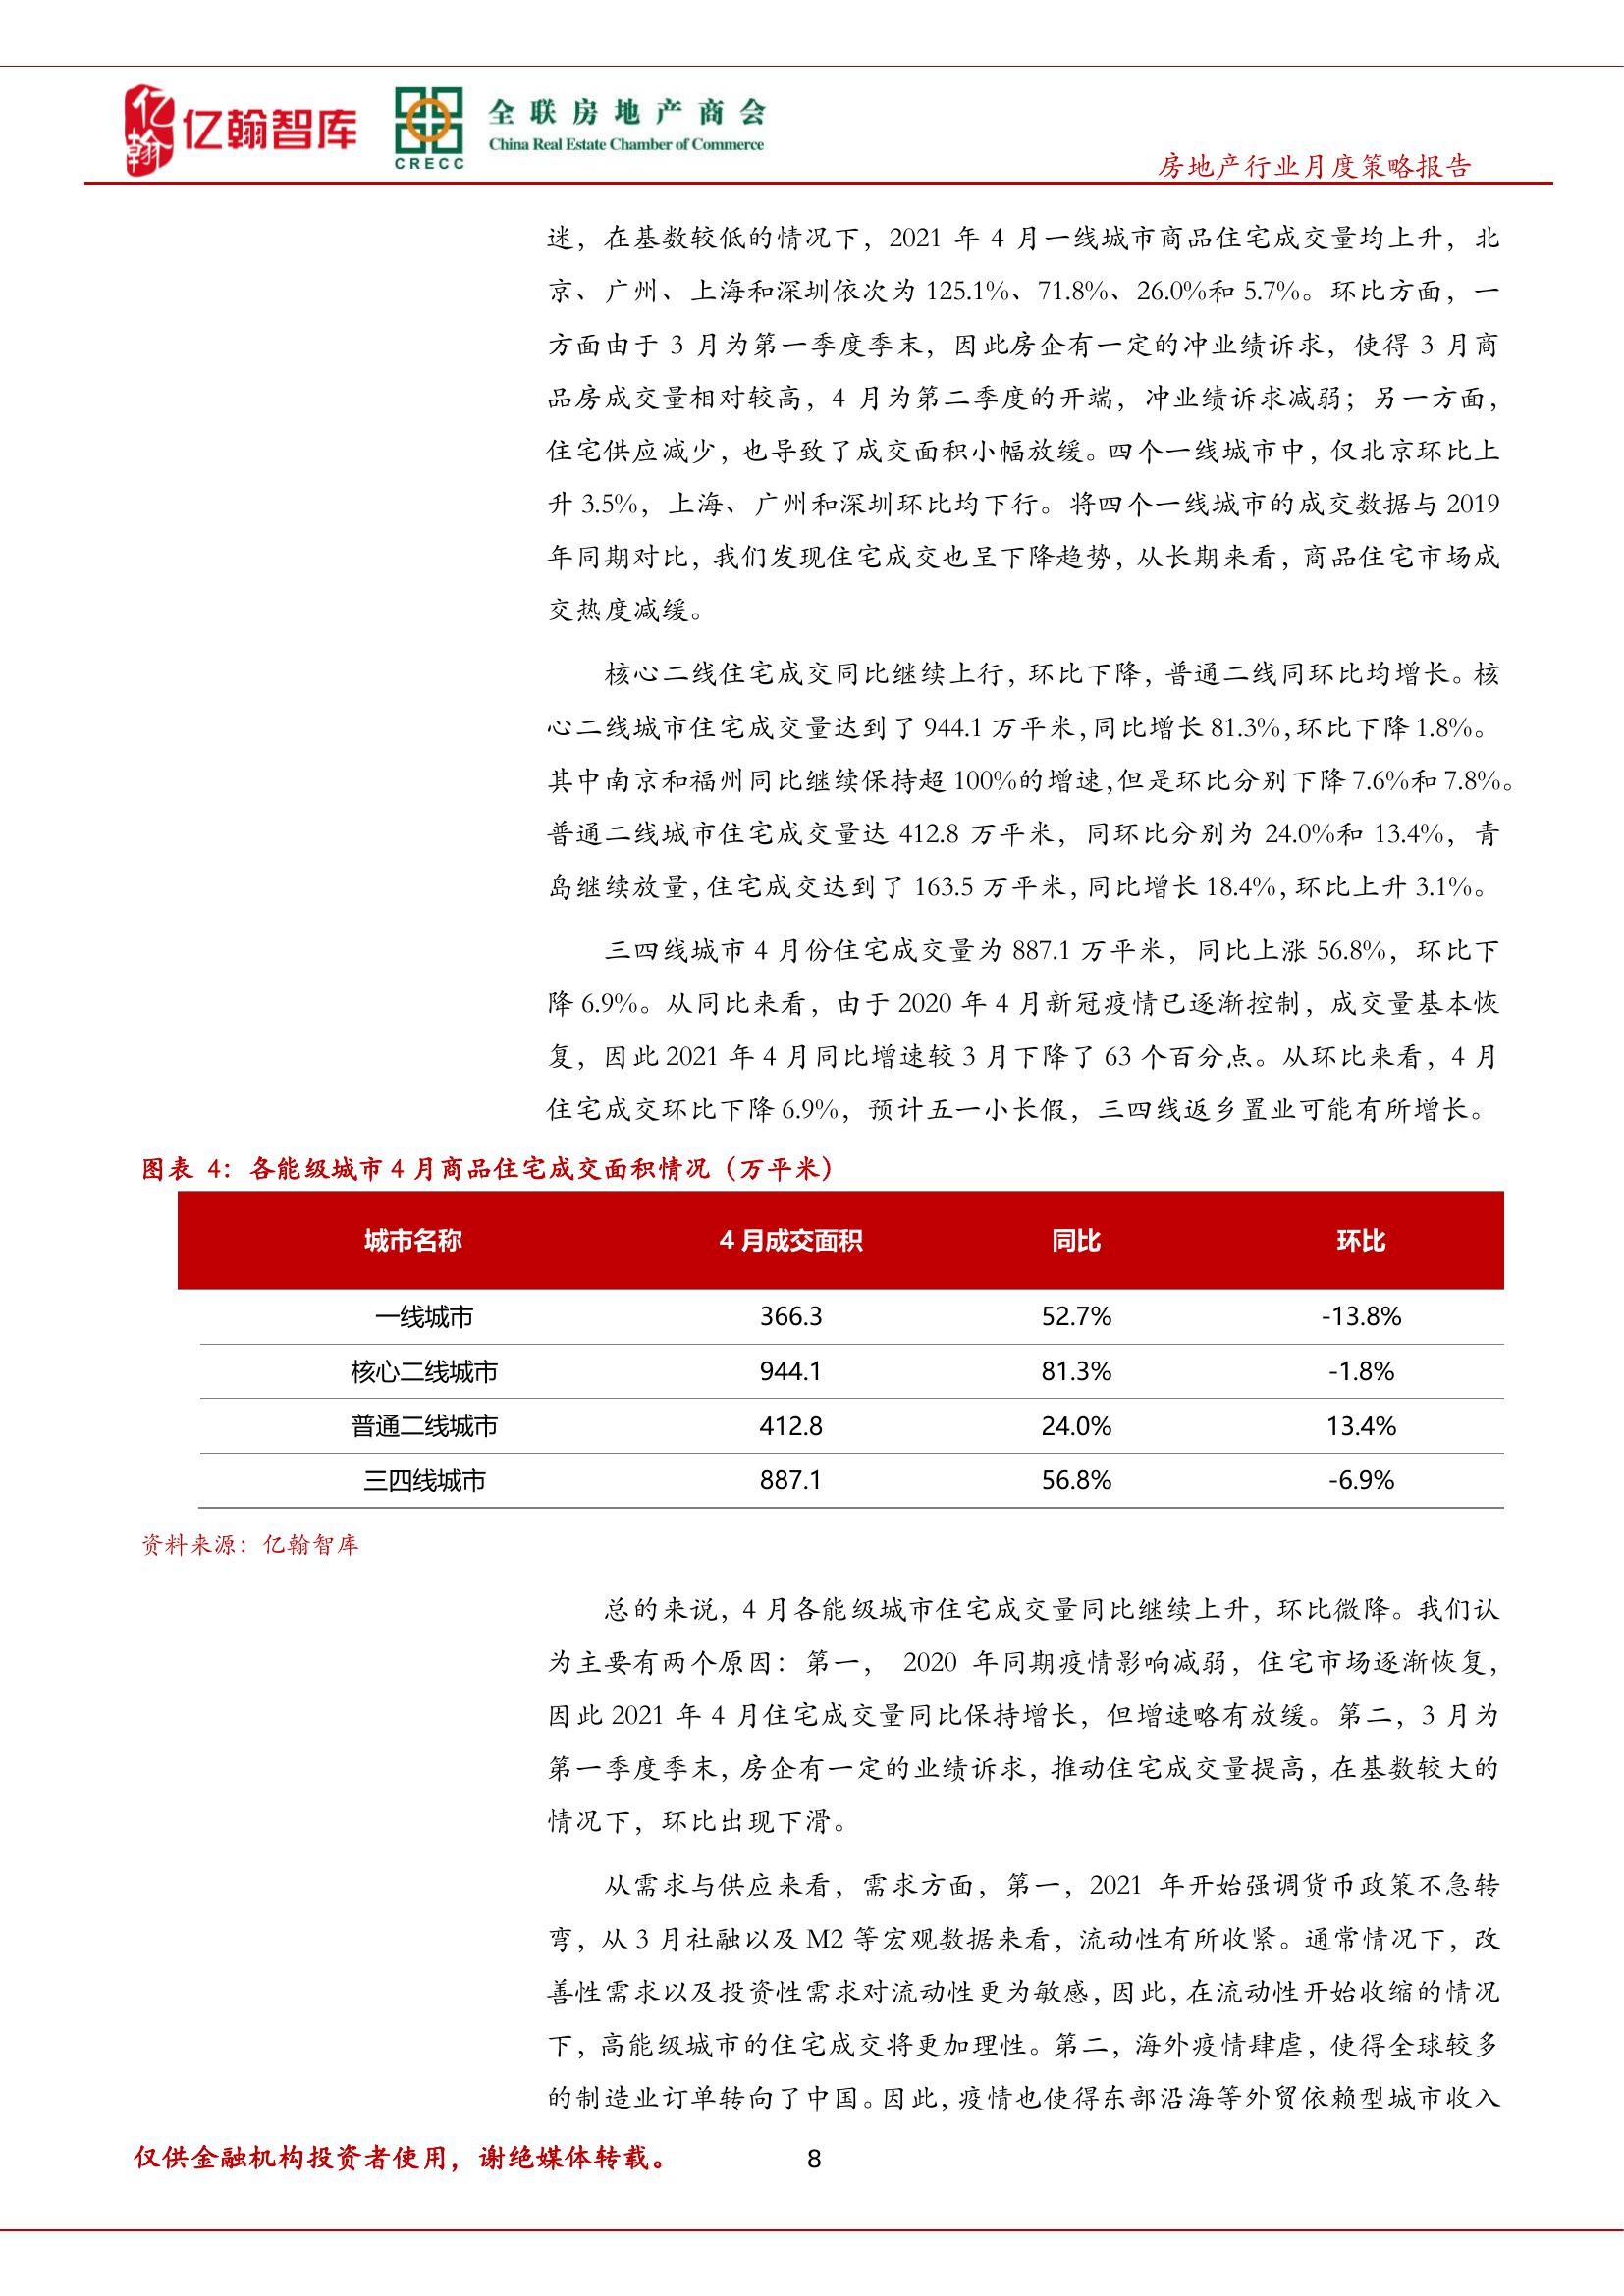 亿翰
亿翰智库
CRECC
全联房地产商会
China Real Estate Chamber of Commerce
房地产行业月度策略报告
迷，在基数较低的情况下，2021 年 4 月一线城市商品住宅成交量均上升，北
京、广州、上海和深圳依次为 125.1%、71.8%、26.0%和 5.7%。环比方面，一
方面由于 3 月为第一季度季末，因此房企有一定的冲业绩诉求，使得 3 月商
品房成交量相对较高，4 月为第二季度的开端，冲业绩诉求减弱；另一方面，
住宅供应减少，也导致了成交面积小幅放缓。四个一线城市中，仅北京环比上
升 3.5%，上海、广州和深圳环比均下行。将四个一线城市的成交数据与 2019
年同期对比，我们发现住宅成交也呈下降趋势，从长期来看，商品住宅市场成
交热度减缓。
核心二线住宅成交同比继续上行，环比下降，普通二线同环比均增长。核
心二线城市住宅成交量达到了 944.1 万平米，同比增长 81.3%，环比下降 1.8%。
其中南京和福州同比继续保持超 100%的增速，但是环比分别下降 7.6%和 7.8%。
普通二线城市住宅成交量达 412.8 万平米，同环比分别为 24.0%和 13.4%，青
岛继续放量，住宅成交达到了 163.5 万平米，同比增长 18.4%，环比上升 3.1%。
三四线城市 4 月份住宅成交量为 887.1 万平米，同比上涨 56.8%，环比下
降 6.9%。从同比来看，由于 2020 年 4 月新冠疫情已逐渐控制，成交量基本恢
复，因此 2021 年 4 月同比增速较 3 月下降了 63 个百分点。从环比来看，4 月
住宅成交环比下降 6.9%，预计五一小长假，三四线返乡置业可能有所增长。
图表 4：各能级城市 4 月商品住宅成交面积情况（万平米）
城市名称 4 月成交面积 同比 环比
一线城市 366.3 52.7% -13.8%
核心二线城市 944.1 81.3% -1.8%
普通二线城市 412.8 24.0% 13.4%
三四线城市 887.1 56.8% -6.9%
资料来源：亿翰智库
总的来说，4 月各能级城市住宅成交量同比继续上升，环比微降。我们认
为主要有两个原因：第一， 2020 年同期疫情影响减弱，住宅市场逐渐恢复，
因此 2021 年 4 月住宅成交量同比保持增长，但增速略有放缓。第二，3 月为
第一季度季末，房企有一定的业绩诉求，推动住宅成交量提高，在基数较大的
情况下，环比出现下滑。
从需求与供应来看，需求方面，第一，2021 年开始强调货币政策不急转
弯，从 3 月社融以及 M2 等宏观数据来看，流动性有所收紧。通常情况下，改
善性需求以及投资性需求对流动性更为敏感，因此，在流动性开始收缩的情况
下，高能级城市的住宅成交将更加理性。第二，海外疫情肆虐，使得全球较多
的制造业订单转向了中国。因此，疫情也使得东部沿海等外贸依赖型城市收入
仅供金融机构投资者使用，谢绝媒体转载。
8